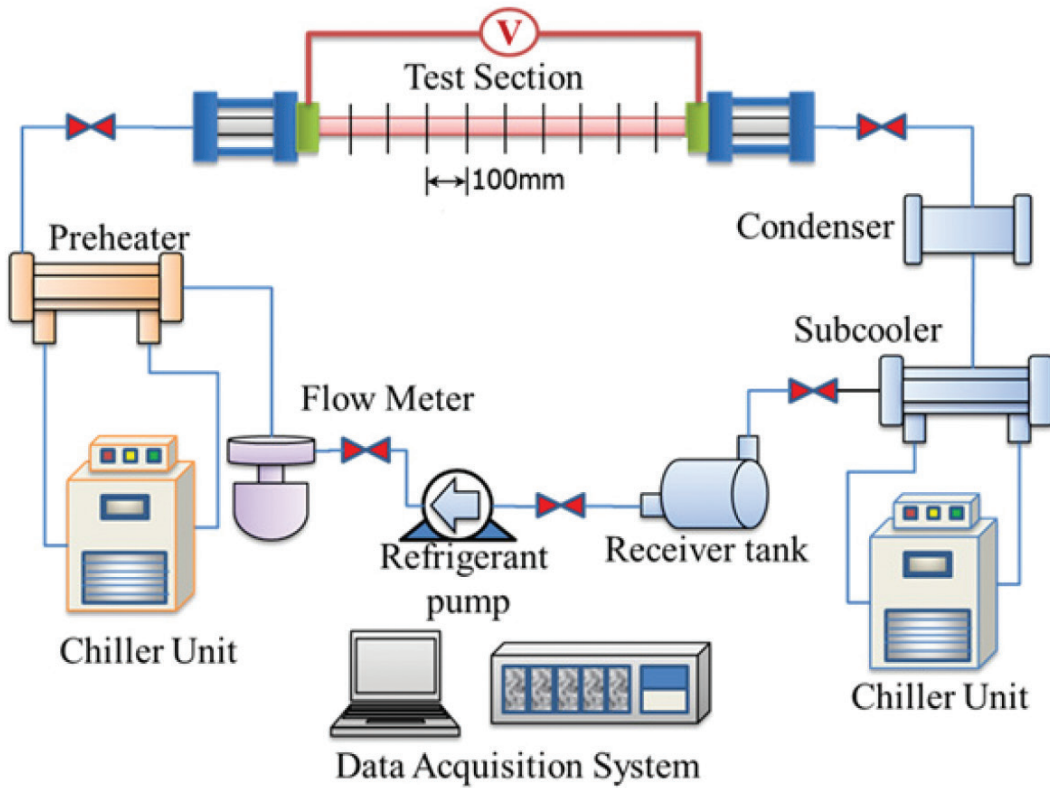 V
Test Section
100mm
Preheater
Condenser
Subcooler
Flow Meter
Refrigerant
pump
Receiver tank
Chiller Unit
Chiller Unit
Data Acquisition System